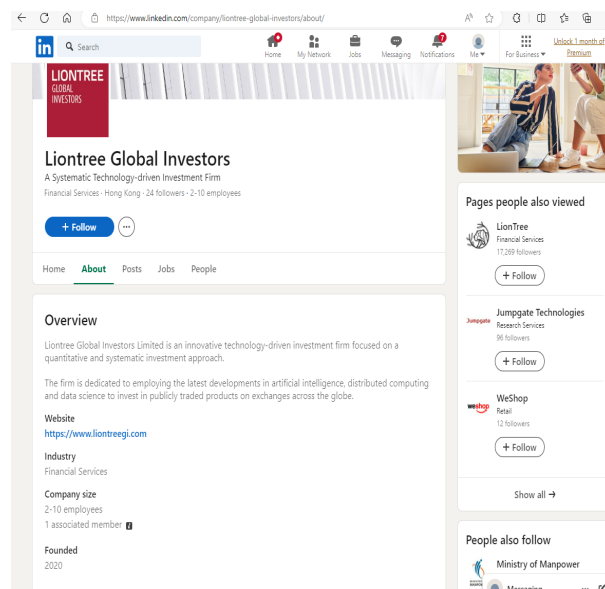 https://www.linkedin.com/company/liontree-global-investors/about/
in
Search
Home
My Network
Jobs
Messaging
Notifications
Me
For Business
Unlock 1 month of
Premium
LIONTREE
GLOBAL
INVESTORS
Liontree Global Investors
A Systematic Technology-driven Investment Firm
Financial Services · Hong Kong · 24 followers · 2-10 employees
+ Follow
Home About Posts Jobs People
Overview
Liontree Global Investors Limited is an innovative technology-driven investment firm focused on a
quantitative and systematic investment approach.
The firm is dedicated to employing the latest developments in artificial intelligence, distributed computing
and data science to invest in publicly traded products on exchanges across the globe.
Website
https://www.liontreegi.com
Industry
Financial Services
Company size
2-10 employees
1 associated member
Founded
2020
Pages people also viewed
LionTree
Financial Services
17,269 followers
+ Follow
Jumpgate
Jumpgate Technologies
Research Services
96 followers
+ Follow
weshop
WeShop
Retail
12 followers
+ Follow
Show all →
People also follow
Ministry of Manpower
Messaging